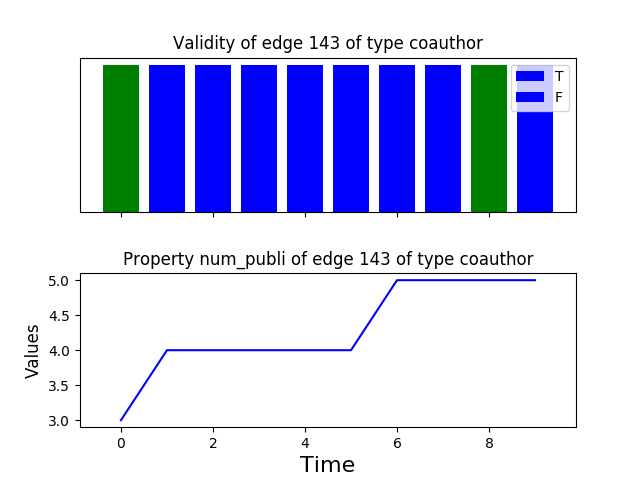 Validity of edge 143 of type coauthor
T
F
Property num_publi of edge 143 of type coauthor
5.0
4.5
4.0
3.5
3.0
Values
0 2 4 6 8
Time